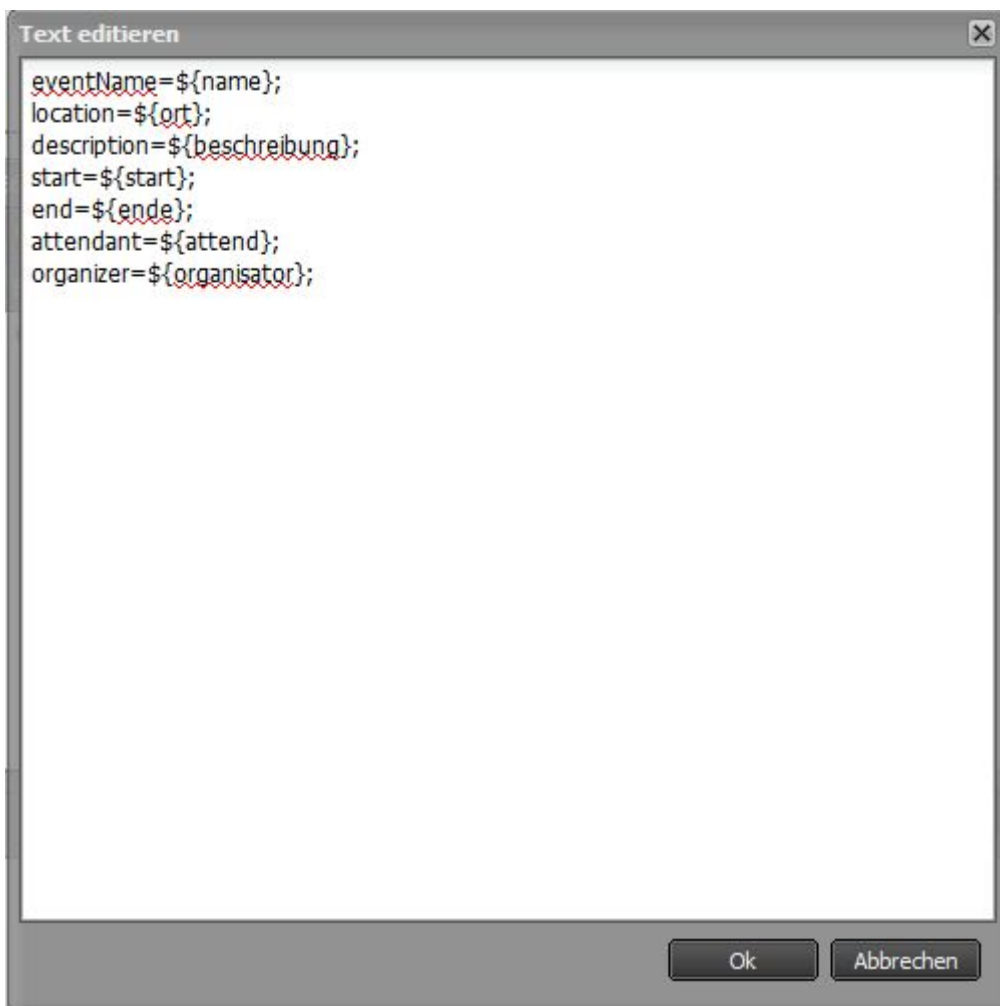 Text editieren
eventName=${name};
location=${ort};
description=${beschreibung};
start=${start};
end=${ende};
attendant=${attend};
organizer=${organisator};
Ok
Abbrechen